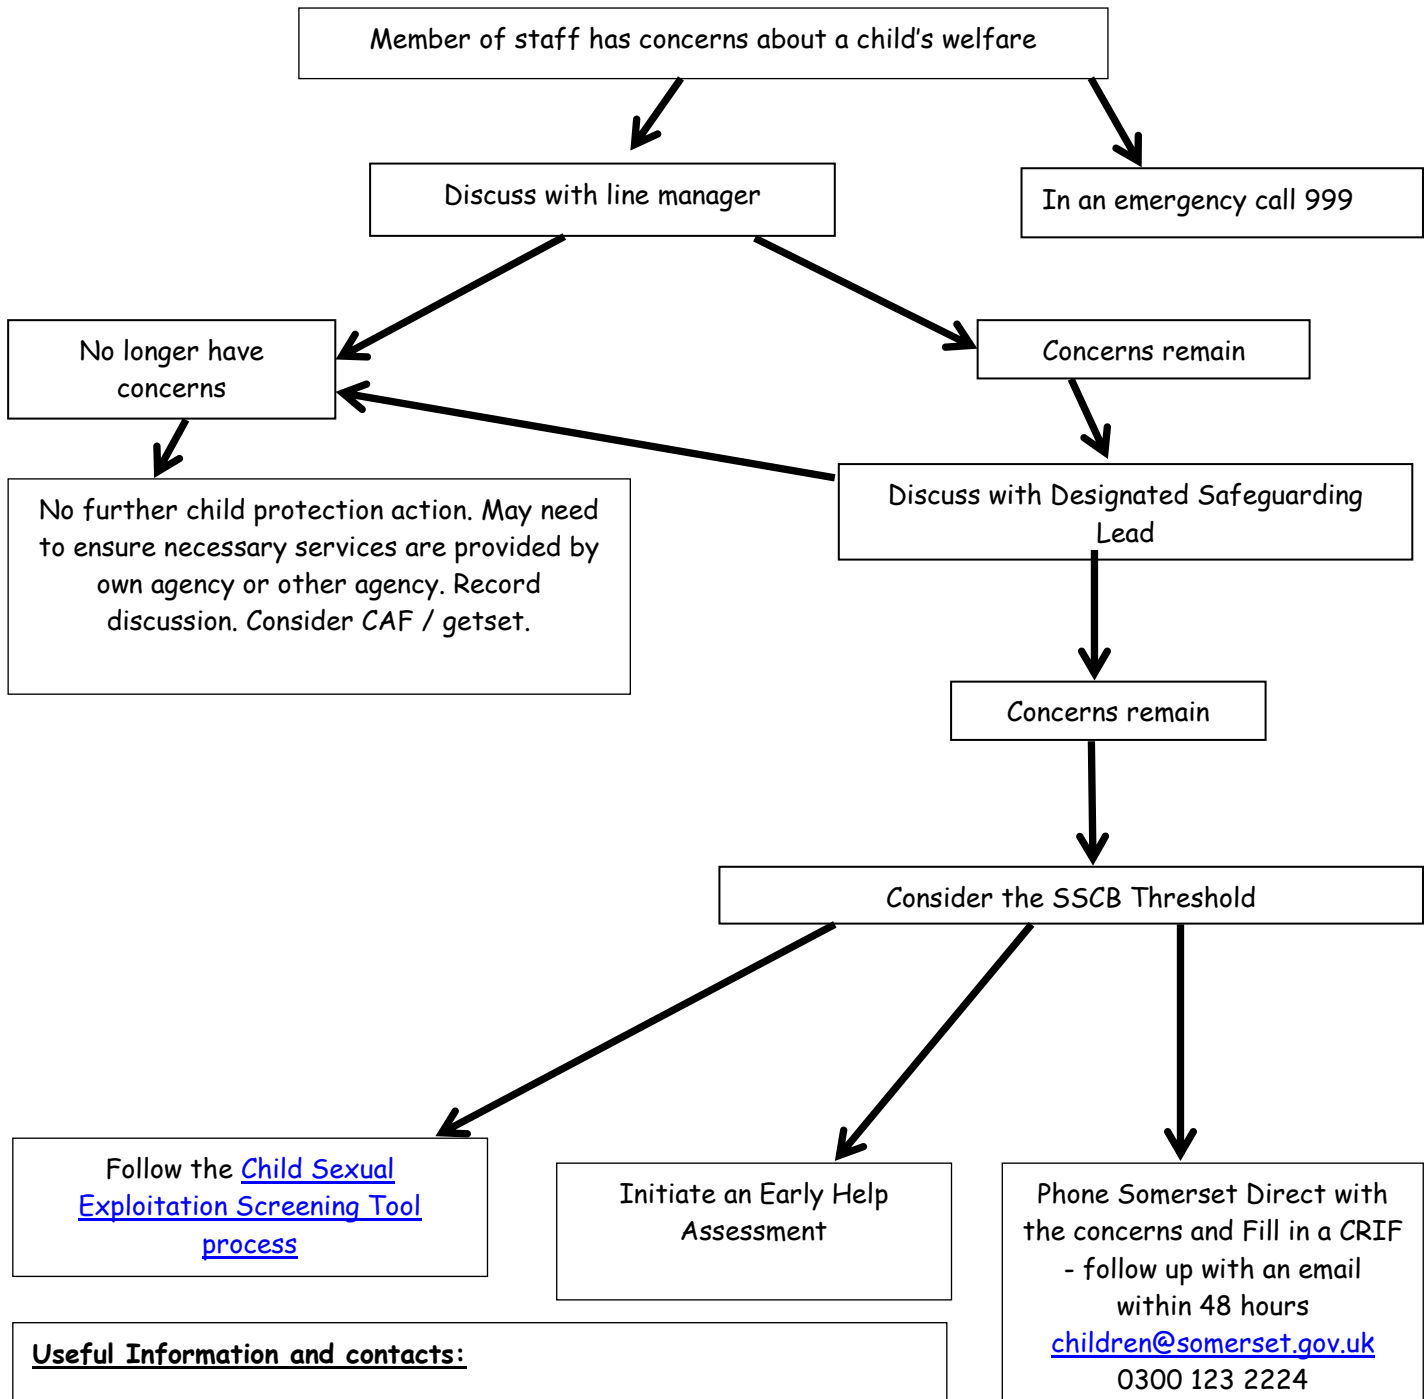 Member of staff has concerns about a child's welfare
Discuss with line manager
In an emergency call 999
No longer have
concerns
Concerns remain
No further child protection action. May need
to ensure necessary services are provided by
own agency or other agency. Record
discussion. Consider CAF / getset.
Discuss with Designated Safeguarding
Lead
Concerns remain
Consider the SSCB Threshold
Follow the Child Sexual
Exploitation Screening Tool
process
Initiate an Early Help
Assessment
Phone Somerset Direct with
the concerns and Fill in a CRIF
- follow up with an email
within 48 hours
children@somerset.gov.uk
0300 123 2224
Useful Information and contacts: